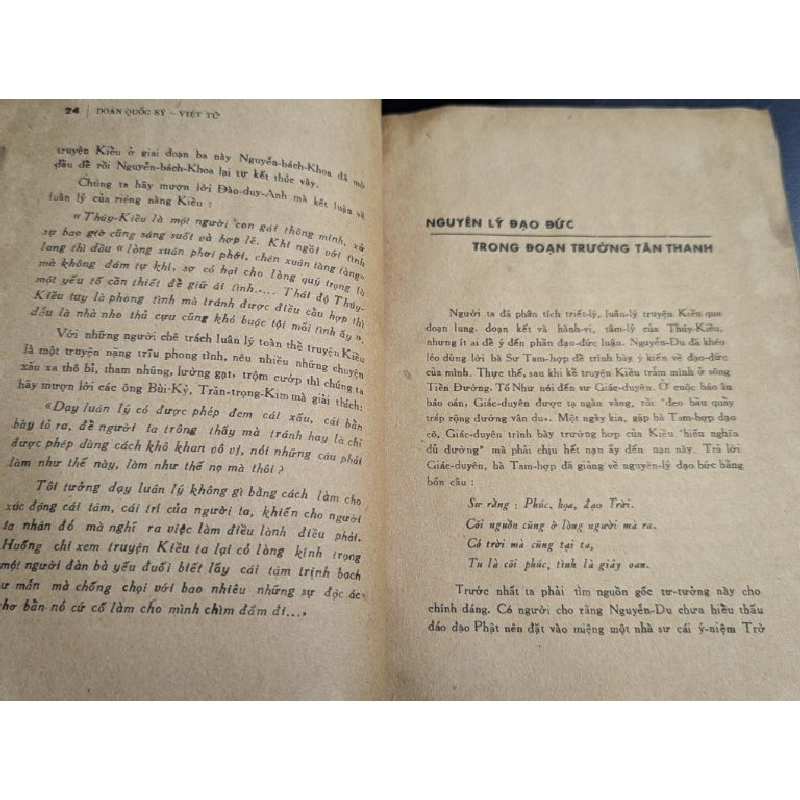 24 | DOÃN QUỐC SỸ — VIỆT TỬ
truyện Kiều ở giai đoạn ba này Nguyễn-bách-Khoa đã mở
đầu đề rồi Nguyễn-bách-Khoa lại tự kết thúc vậy.
Chúng ta hãy mượn lời Đào-duy-Anh mà kết luận về
luân lý của riêng nàng Kiều :
« Thúy-Kiều là một người con gái thông minh, xử
sự bao giờ cũng sáng suốt và hợp lẽ. Khi ngồi với tình
lang thì dầu « lòng xuân phơi phới, chén xuân tàng tàng»
mà không dám tự khi, sợ có hại cho lòng quý trọng là
một yếu tố cần thiết để giữ ái tình..... Thái độ Thúy-
Kiều tuy là phong tình mà tránh được điều cẩu hợp thì
dầu là nhà nho thủ cựu cũng khó buộc tội mối tình ấy».
Với những người chê trách luân lý toàn thể truyện Kiều
là một truyện nặng trĩu phong tình, nêu nhiều những chuyện
xấu xa thô bỉ, tham nhũng, lường gạt, trộm cướp thì chúng ta
hãy mượn lời các ông Bùi-Kỷ, Trần-trọng-Kim mà giải thích:
«Dạy luân lý có được phép đem cái xấu, cái bẩn
bày tỏ ra, để người ta trông thấy mà tránh hay là chỉ
được phép dùng cách khô khan vô vị, nói những câu phải
làm như thế này, làm như thế nọ mà thôi ?
Tôi tưởng dạy luân lý không gì bằng cách làm cho
xúc động cái tâm, cái trí của người ta, khiến cho người
ta nhân đó mà nghĩ ra việc làm điều lành điều phải.
Huống chi xem truyện Kiều ta lại có lòng kính trọng
một người đàn bà yếu đuối biết lấy cái tâm trinh bạch
ư mẫn mà chống chọi với bao nhiêu những sự độc ác,
hơ bẩn nó cứ cố làm cho mình chìm đắm đi...»
NGUYÊN LÝ ĐẠO ĐỨC
TRONG ĐOẠN TRƯỜNG TÂN THANH
Người ta đã phân tích triết-lý, luân-lý truyện Kiều qua
đoạn lung, đoạn kết và hành-vi, tâm-lý của Thúy-Kiều,
nhưng ít ai để ý đến phần đạo-đức luận. Nguyễn-Du đã khéo
léo dùng lời bà Sư Tam-hợp để trình bày ý kiến về đạo-đức
của mình. Thực thế, sau khi kể truyện Kiều trầm mình ở sông
Tiền Đường, Tố Như nói đến sư Giác-duyên. Ở cuộc báo ân
báo oán, Giác-duyên được tạ ngàn vàng, rồi "đeo bầu quẩy
tráp rộng đường vân du». Một ngày kia, gặp bà Tam-hợp đạo
cô, Giác-duyên trình bày trường hợp của Kiều "hiếu nghĩa
đủ đường" mà phải chịu hết nạn ấy đến nạn này. Trả lời
Giác-duyên, bà Tam-hợp đã giảng về nguyên-lý đạo đức bằng
bốn câu :
Sư rằng : Phúc, họa, đạo Trời.
Cội nguồn cũng ở lòng người mà ra.
Có trời mà cũng tại ta,
Tu là cõi phúc, tình là giây oan.
Trước nhất ta phải tìm nguồn gốc tư-tưởng này cho
chính đáng. Có người cho rằng Nguyễn-Du chưa hiểu thấu
đáo đạo Phật nên đặt vào miệng một nhà sư cái ý-niệm Trờ